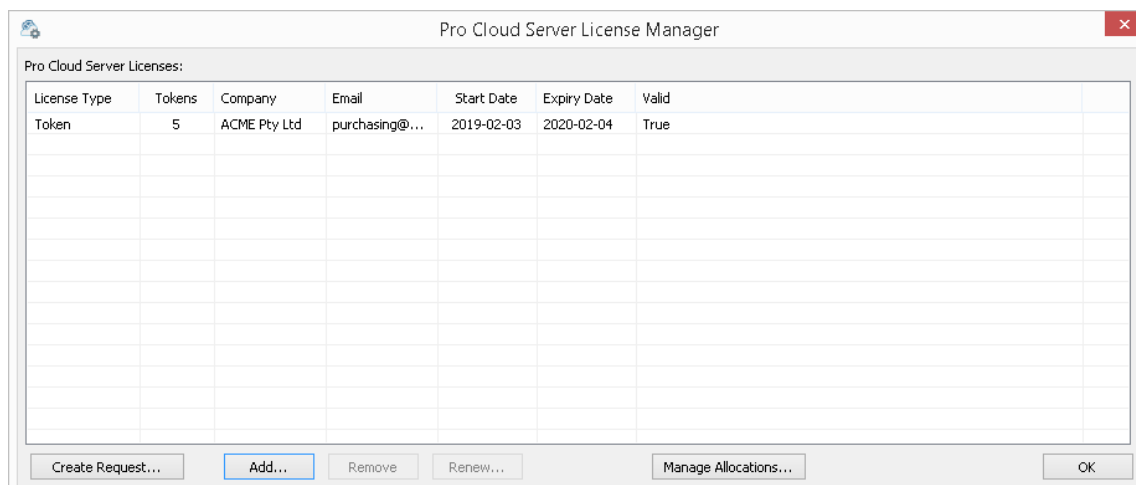 Pro Cloud Server License Manager
Pro Cloud Server Licenses:
License Type Tokens Company Email Start Date Expiry Date Valid
Token 5 ACME Pty Ltd purchasing@... 2019-02-03 2020-02-04 True
Create Request... Add... Remove Renew... Manage Allocations... OK